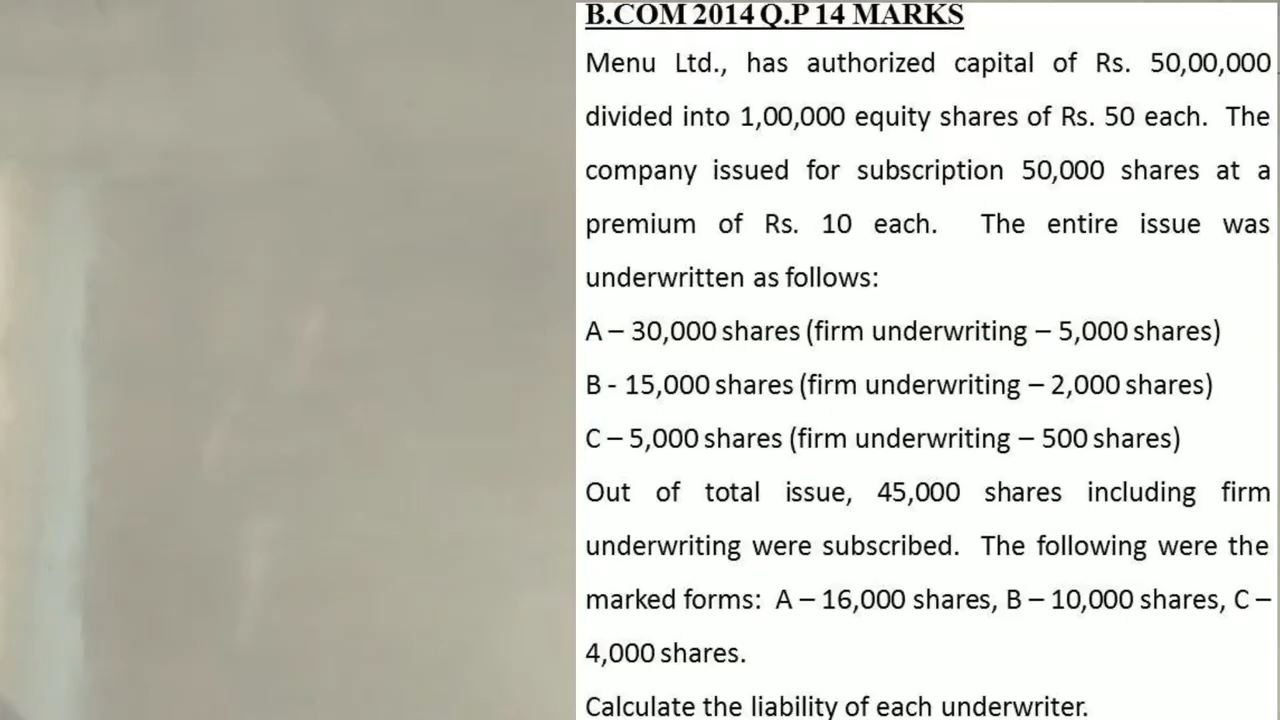 B.COM 2014 Q.P 14 MARKS
Menu Ltd., has authorized capital of Rs. 50,00,000
divided into 1,00,000 equity shares of Rs. 50 each. The
company issued for subscription 50,000 shares at a
premium of Rs. 10 each. The entire issue was
underwritten as follows:
A – 30,000 shares (firm underwriting – 5,000 shares)
B - 15,000 shares (firm underwriting – 2,000 shares)
C – 5,000 shares (firm underwriting – 500 shares)
Out of total issue, 45,000 shares including firm
underwriting were subscribed. The following were the
marked forms: A – 16,000 shares, B – 10,000 shares, C –
4,000 shares.
Calculate the liability of each underwriter.